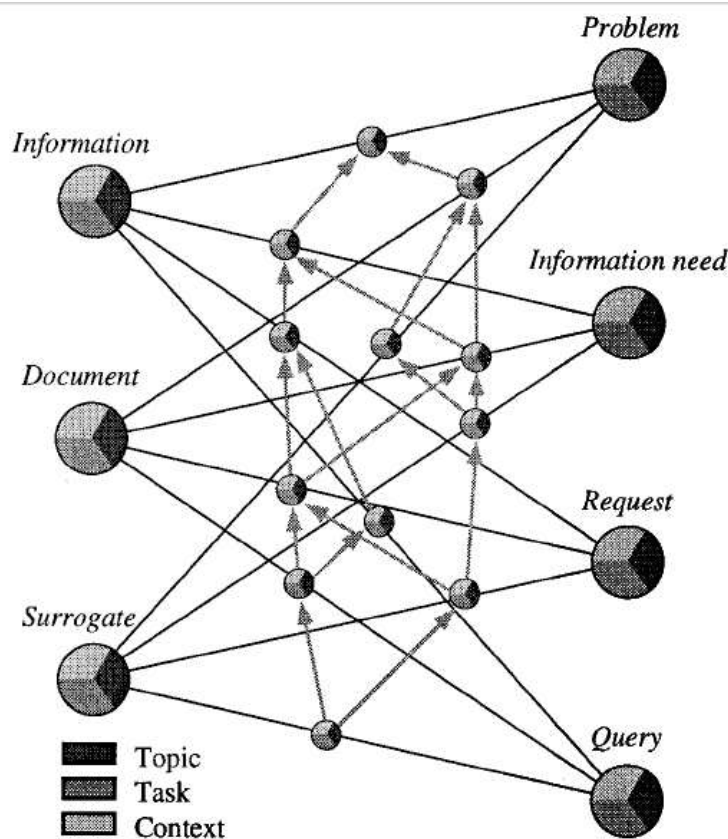 Problem
Information
Information need
Document
Request
Surrogate
Query
Topic
Task
Context